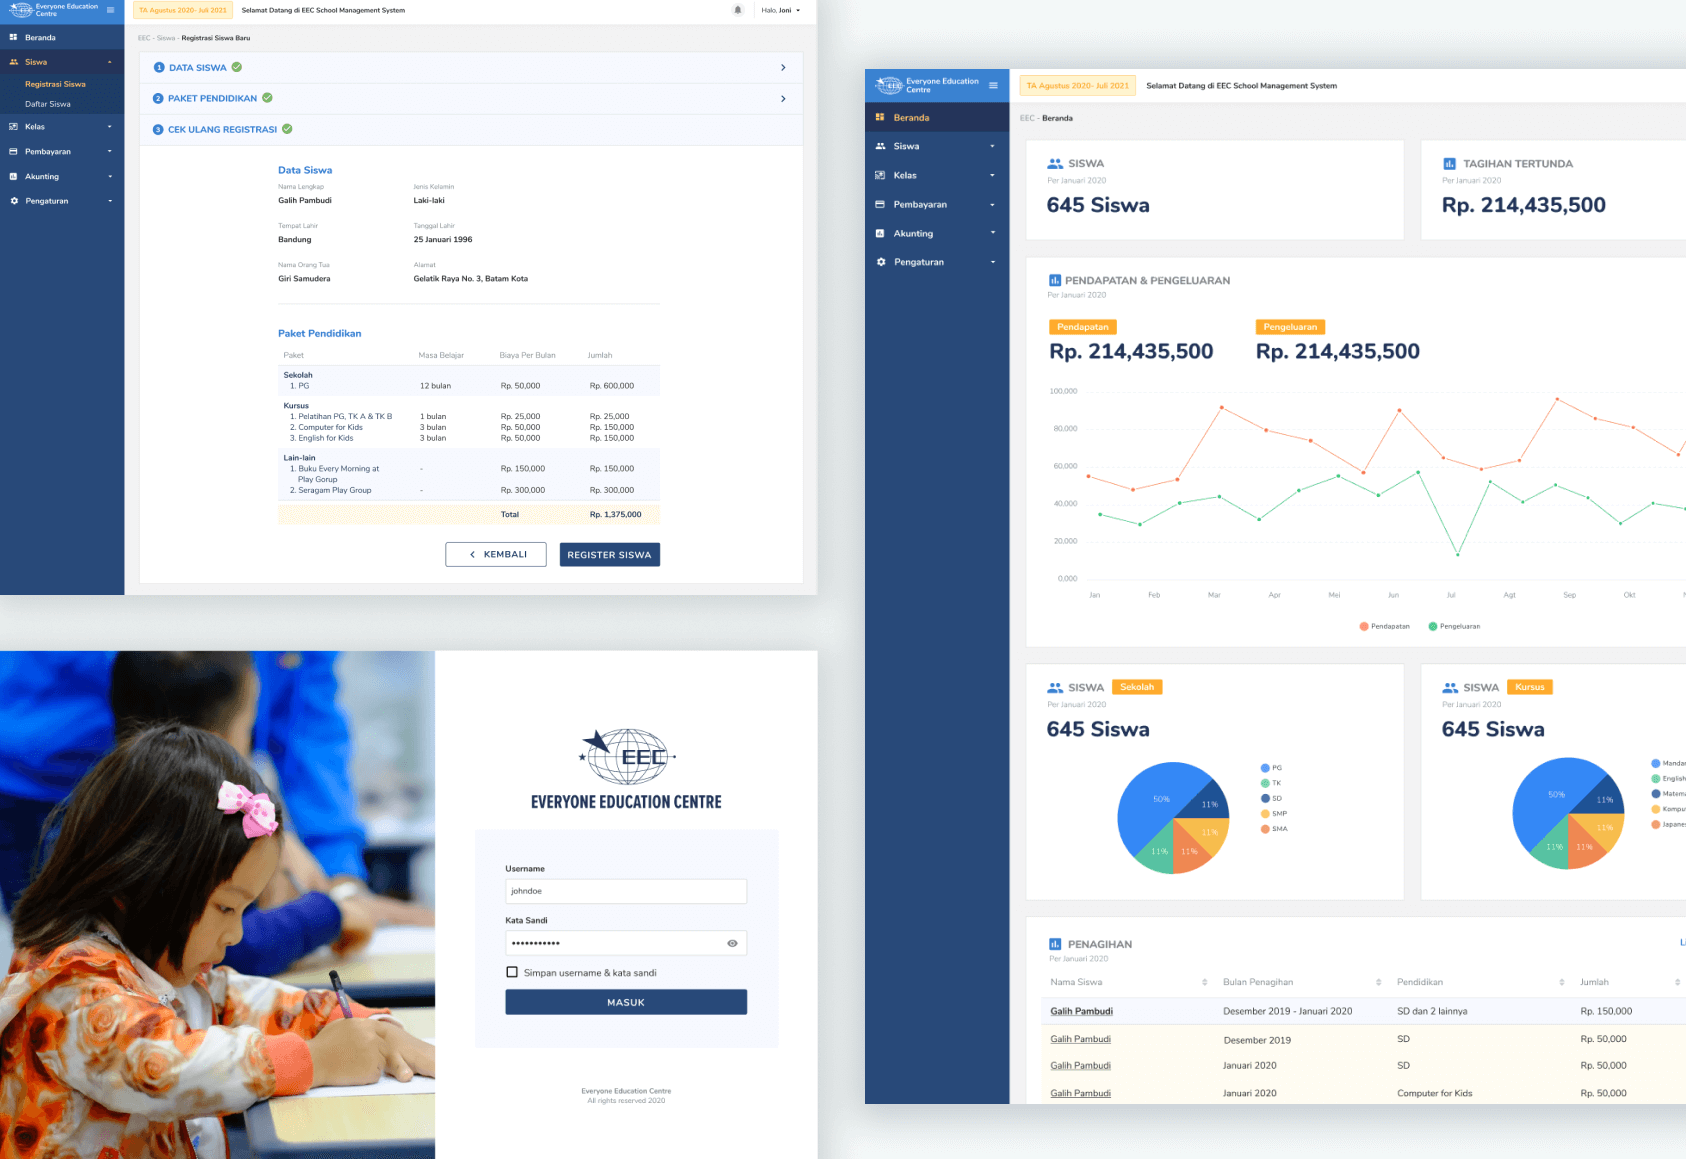 Everyone Education
Centre
TA Agustus 2020- Juli 2021
Selamat Datang di EEC School Management System
Halo, Joni
Beranda
Siswa
Registrasi Siswa
Daftar Siswa
Kelas
Pembayaran
Akunting
Pengaturan
EEC - Siswa - Registrasi Siswa Baru
1 DATA SISWA
2 PAKET PENDIDIKAN
3 CEK ULANG REGISTRASI
Data Siswa
Nama Lengkap Jenis Kelamin
Galih Pambudi Laki-laki
Tempat Lahir Tanggal Lahir
Bandung 25 Januari 1996
Nama Orang Tua Alamat
Giri Samudera Gelatik Raya No. 3, Batam Kota
Paket Pendidikan
Paket Masa Belajar Biaya Per Bulan Jumlah
Sekolah
1. PG 12 bulan Rp. 50,000 Rp. 600,000
Kursus
1. Pelatihan PG, TK A & TK B 1 bulan Rp. 25,000 Rp. 25,000
2. Computer for Kids 3 bulan Rp. 50,000 Rp. 150,000
3. English for Kids 3 bulan Rp. 50,000 Rp. 150,000
Lain-lain
1. Buku Every Morning at - Rp. 150,000 Rp. 150,000
Play Gorup
2. Seragam Play Group - Rp. 300,000 Rp. 300,000
Total Rp. 1,375,000
KEMBALI REGISTER SISWA
EEC
EVERYONE EDUCATION CENTRE
Username
johndoe
Kata Sandi
Simpan username & kata sandi
MASUK
Everyone Education Centre
All rights reserved 2020
EEC
Everyone Education
Centre
TA Agustus 2020- Juli 2021
Selamat Datang di EEC School Management System
Beranda
Siswa
Kelas
Pembayaran
Akunting
Pengaturan
EEC - Beranda
SISWA
Per Januari 2020
645 Siswa
TAGIHAN TERTUNDA
Per Januari 2020
Rp. 214,435,500
PENDAPATAN & PENGELUARAN
Per Januari 2020
Pendapatan Pengeluaran
Rp. 214,435,500 Rp. 214,435,500
100,000
80,000
60,000
40,000
20,000
0,000
Jan Feb Mar Apr Mei Jun Jul Agt Sep Okt
Pendapatan Pengeluaran
SISWA Sekolah
Per Januari 2020
645 Siswa
50% 11% 11% 11% 11%
PG
TK
SD
SMP
SMA
SISWA Kursus
Per Januari 2020
645 Siswa
50% 11% 11% 11% 11%
Mandar
English
Matema
Komput
Japanes
PENAGIHAN
Per Januari 2020
Nama Siswa Bulan Penagihan Pendidikan Jumlah
Galih Pambudi Desember 2019 - Januari 2020 SD dan 2 lainnya Rp. 150,000
Galih Pambudi Desember 2019 SD Rp. 50,000
Galih Pambudi Januari 2020 SD Rp. 50,000
Galih Pambudi Januari 2020 Computer for Kids Rp. 50,000